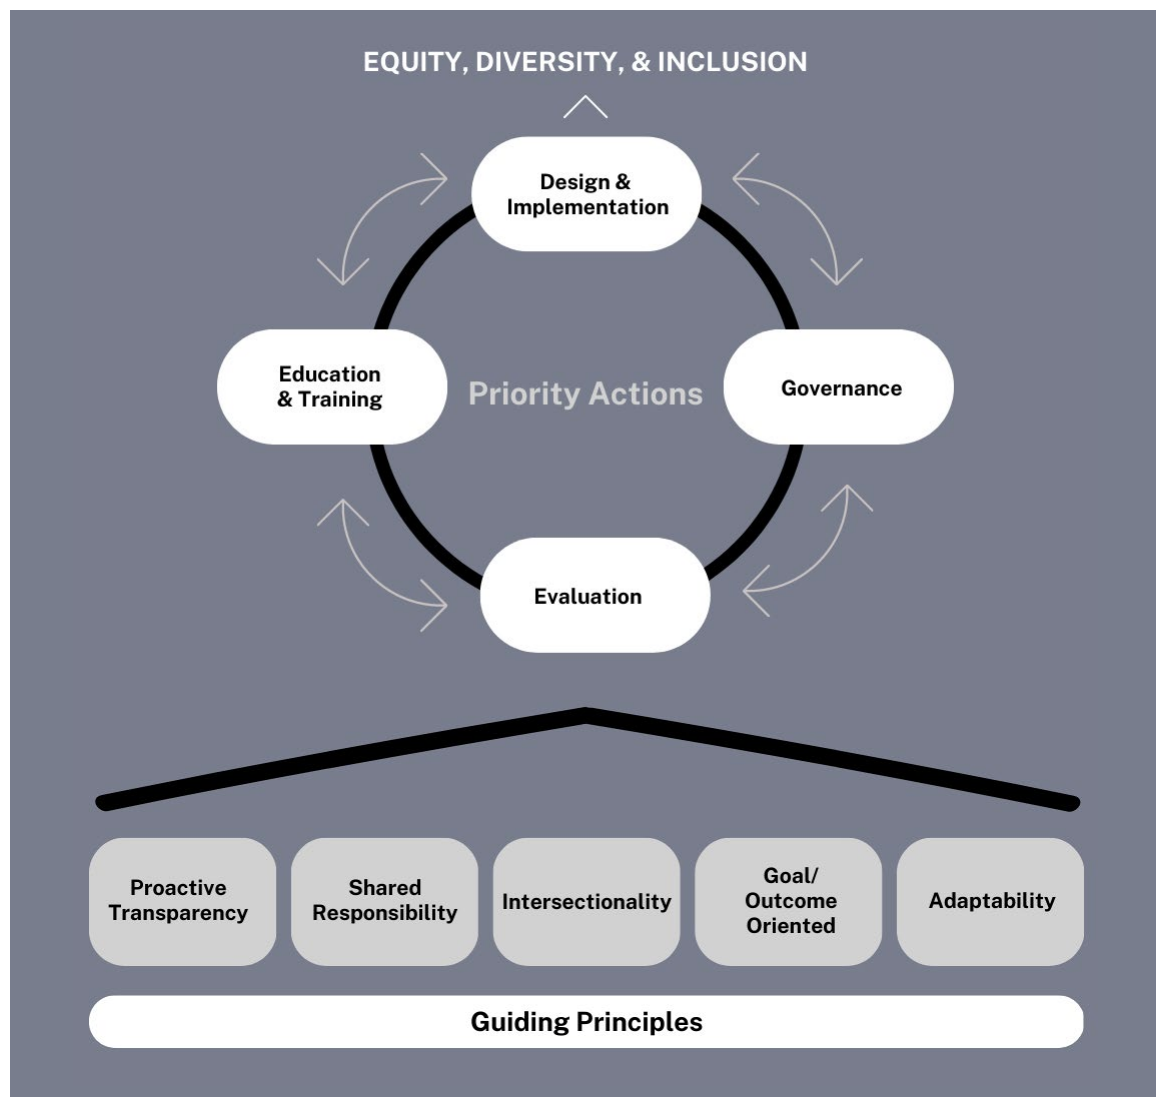 EQUITY, DIVERSITY, & INCLUSION
Design &
Implementation
Education
& Training
Priority Actions
Governance
Evaluation
Proactive
Transparency
Shared
Responsibility
Intersectionality
Goal/
Outcome
Oriented
Adaptability
Guiding Principles